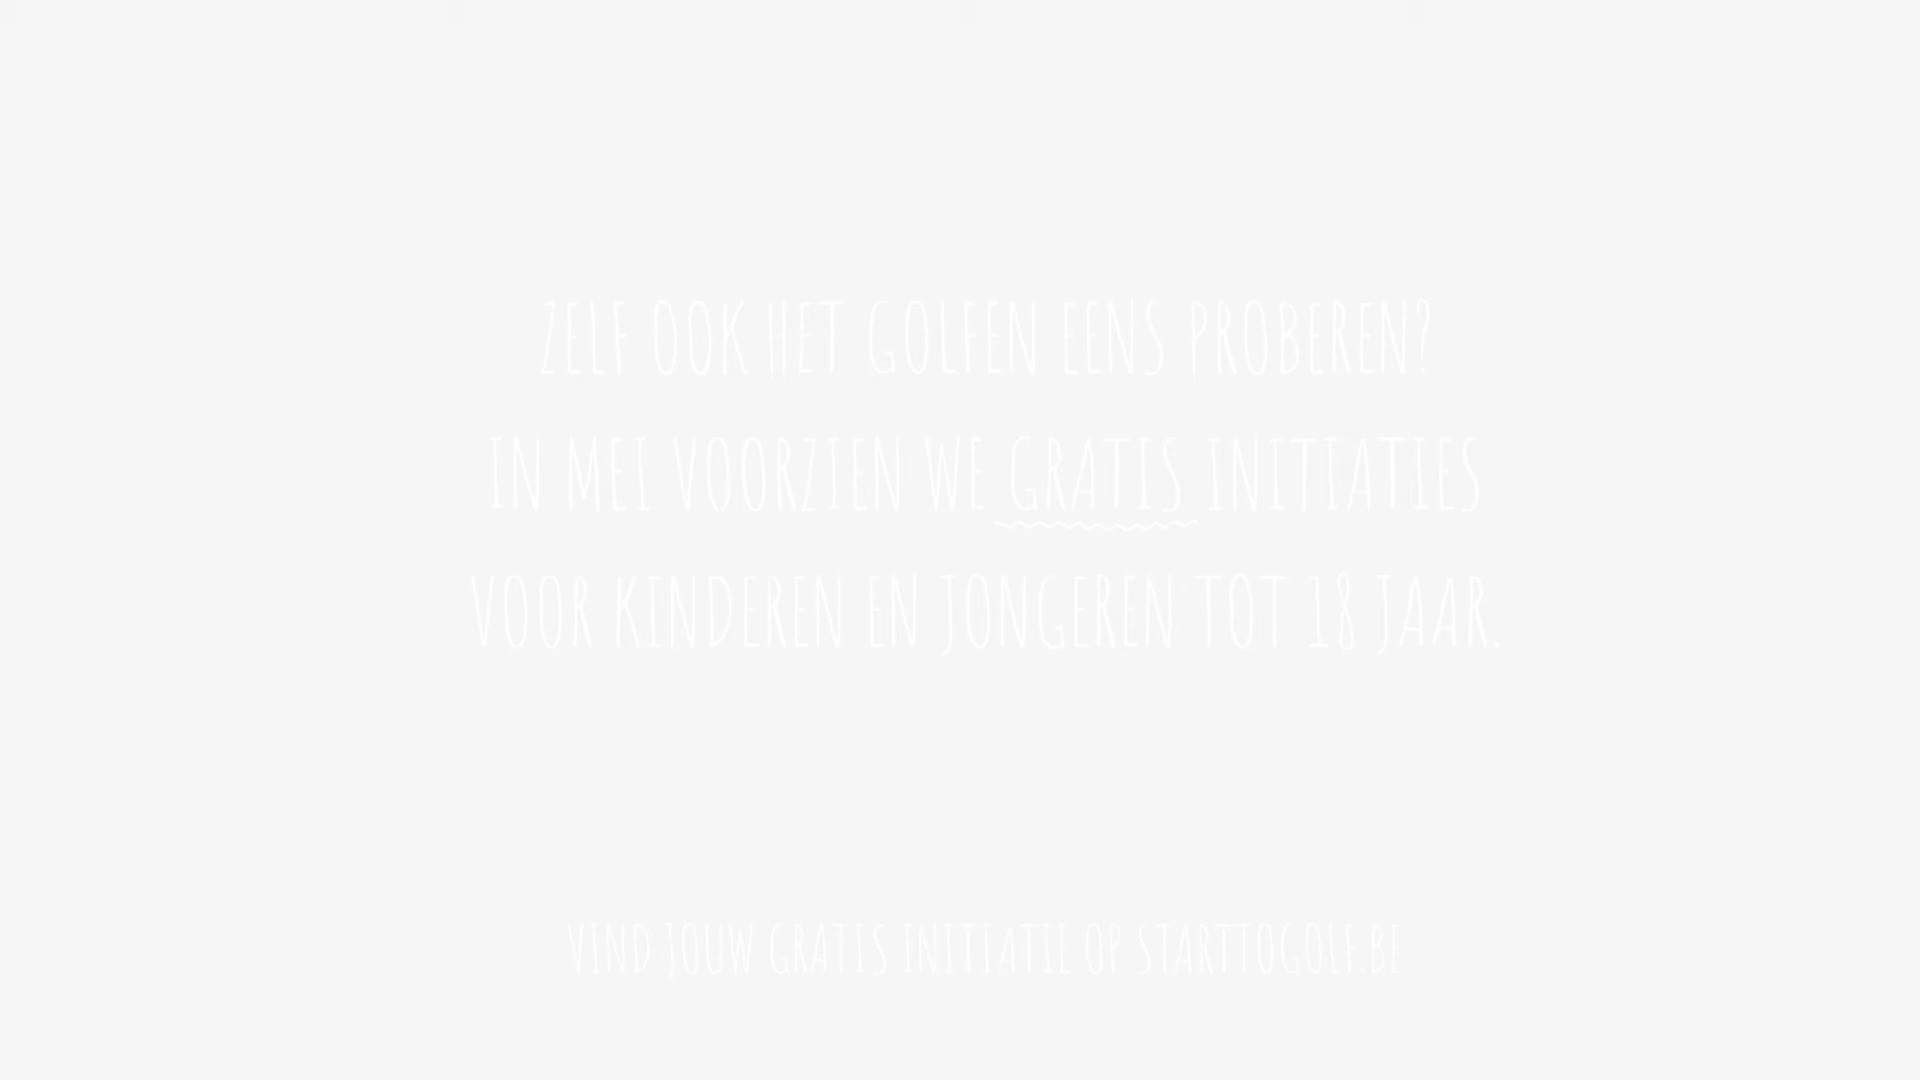 ZELF OOK HET GOLFEN EENS PROBEREN?
IN MEI VOORZIEN WE GRATIS INITIATIES
VOOR KINDEREN EN JONGEREN TOT 18 JAAR.
VIND JOUW GRATIS INITIATIE OP STARTTOGOLF.BE